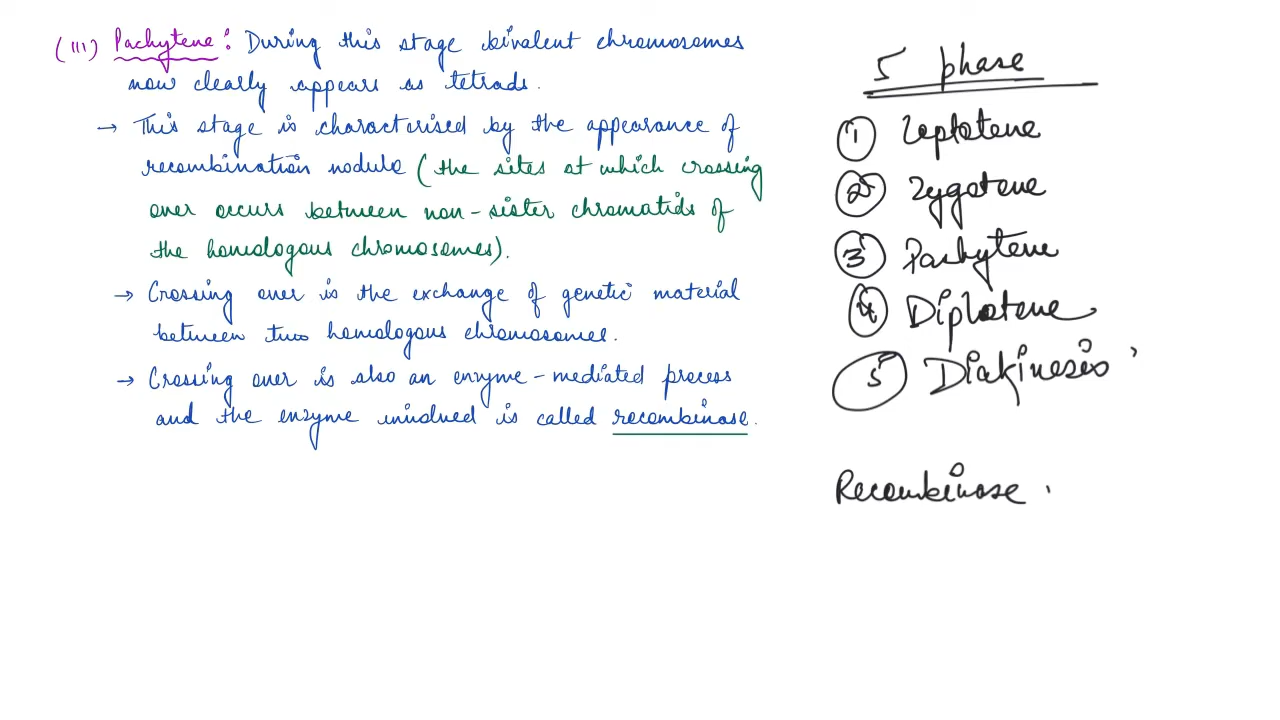 (III) Pachytene: During this stage bivalent chromosomes
now clearly appears as tetrads.
→ This stage is characterised by the appearance of
recombination nodule (the sites at which crossing
over occurs between non-sister chromatids of
the homologous chromosomes).
→ Crossing over is the exchange of genetic material
between two homologous chromosomes.
→ Crossing over is also an enzyme-mediated process
and the enzyme involved is called recombinase.
5 phase
1 Leptotene
2 Zygotene
3 Pachytene
4 Diplotene
5 Diakinesis
Recombinase.